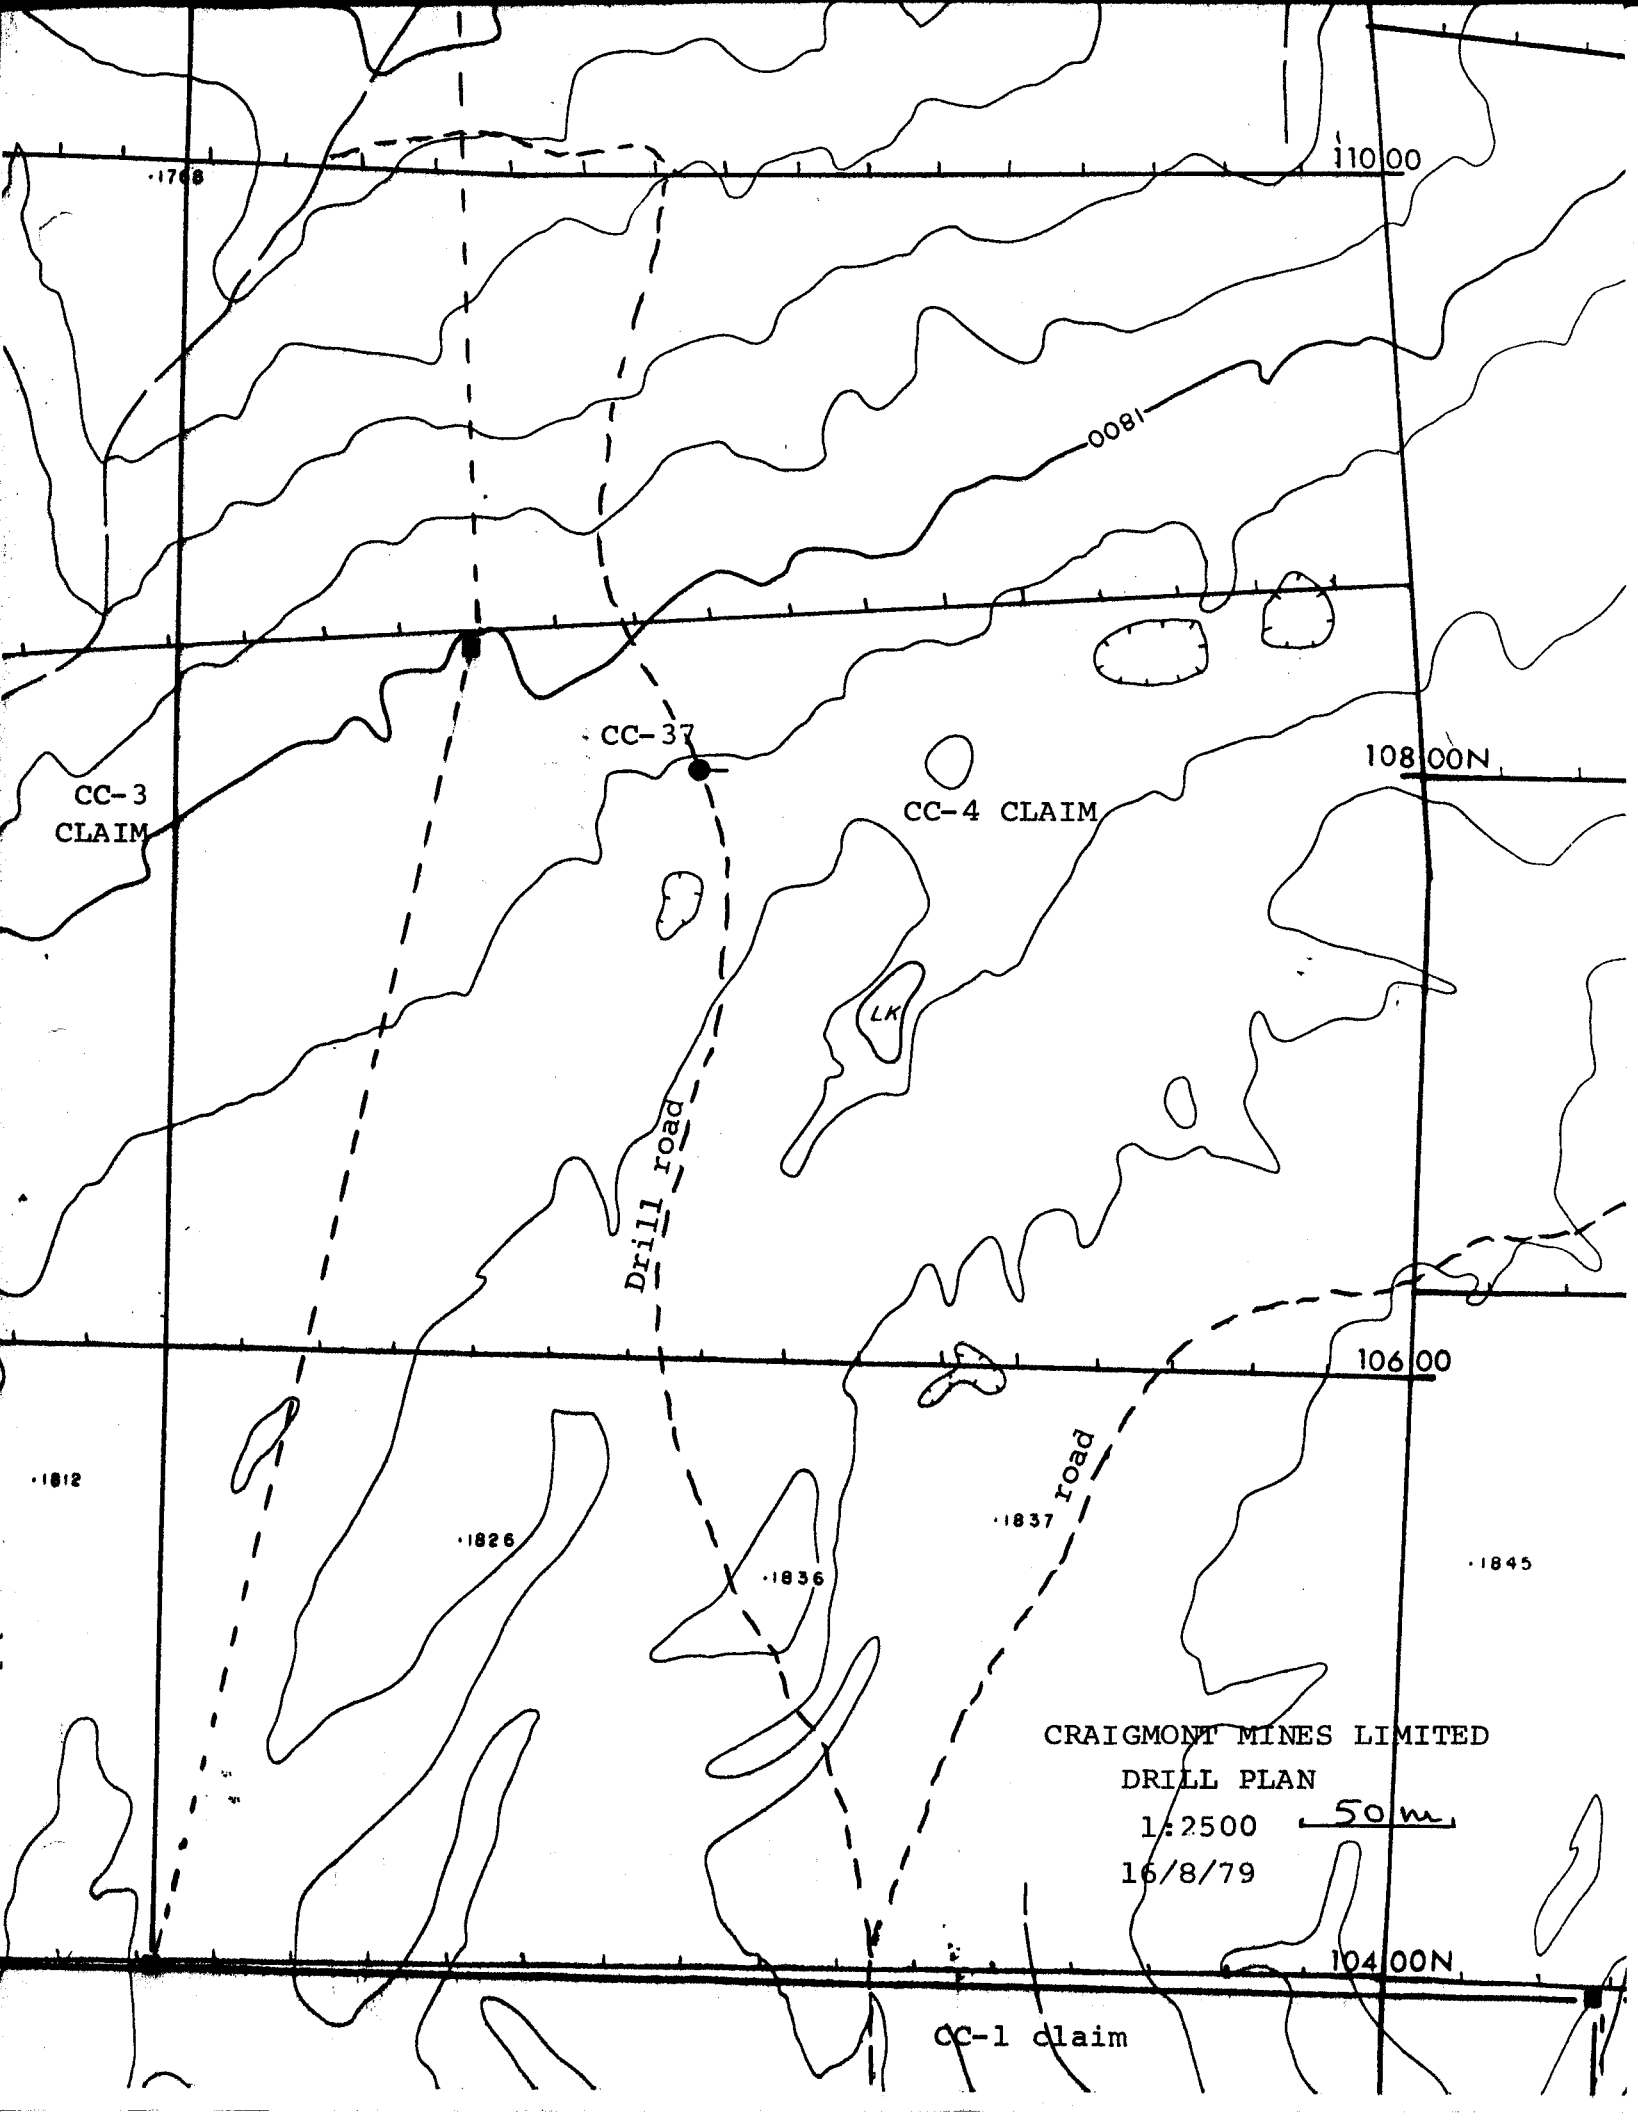 110 00
.1768
1800
CC-37
108 00N
CC-3
CLAIM
CC-4 CLAIM
LK
Drill road
106 00
road
.1812
.1837
.1826
.1845
.1836
CRAIGMONT MINES LIMITED
DRILL PLAN
1:2500 50 m
16/8/79
104 00N
CC-1 claim